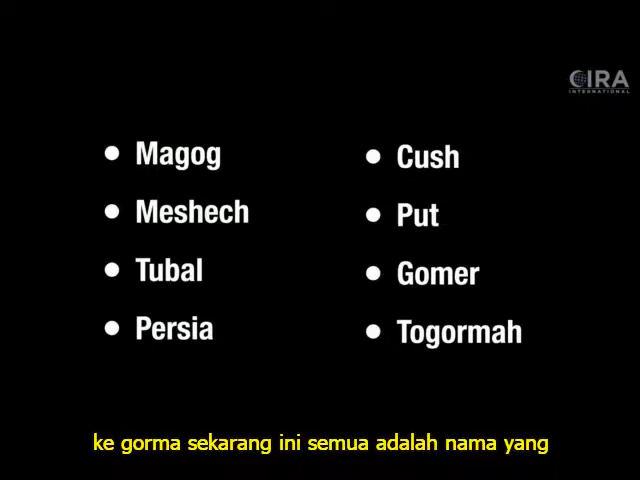 CIRA
INTERNATIONAL
• Magog
• Meshech
• Tubal
• Persia
• Cush
• Put
• Gomer
• Togormah
ke gorma sekarang ini semua adalah nama yang